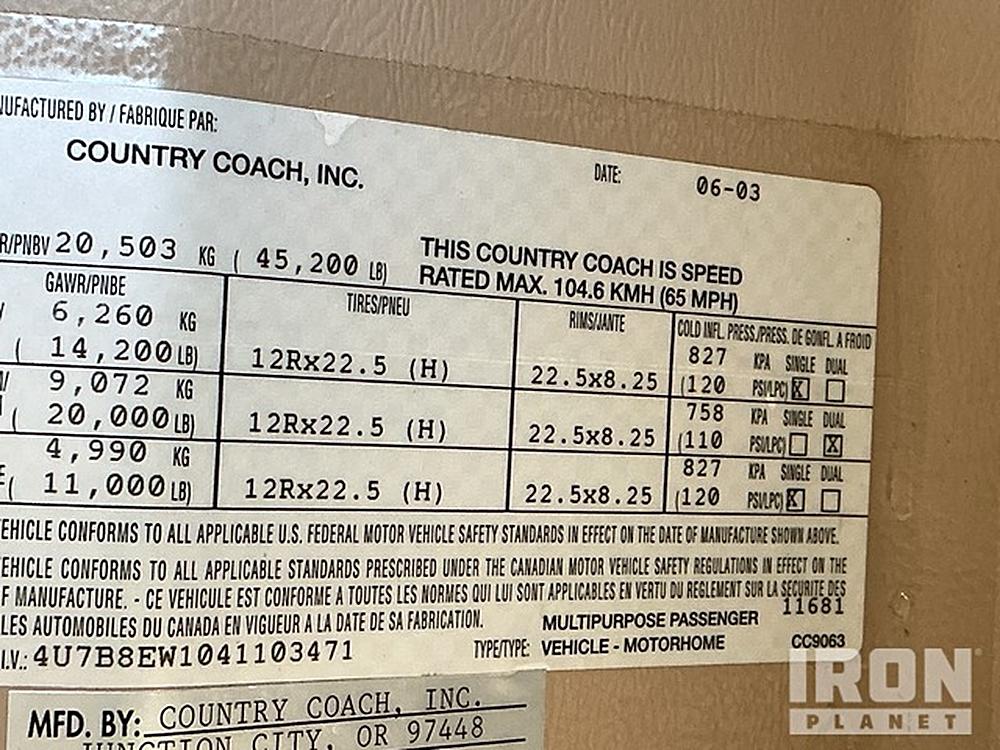 NUFACTURED BY / FABRIQUE PAR:
COUNTRY COACH, INC.
DATE: 06-03
R/PNBV 20,503 KG ( 45,200 LB)
THIS COUNTRY COACH IS SPEED
RATED MAX. 104.6 KMH (65 MPH)
GAWR/PNBE TIRES/PNEU RIMS/JANTE COLD INFL. PRESS./PRESS. DE GONFL. A FROID
6,260 KG 827 KPA SINGLE DUAL
( 14,200 LB) 12Rx22.5 (H) 22.5x8.25 (120 PSI/LPC) X
9,072 KG 758 KPA SINGLE DUAL
( 20,000 LB) 12Rx22.5 (H) 22.5x8.25 (110 PSI/LPC) X
4,990 KG 827 KPA SINGLE DUAL
( 11,000 LB) 12Rx22.5 (H) 22.5x8.25 (120 PSI/LPC) X
EHICLE CONFORMS TO ALL APPLICABLE U.S. FEDERAL MOTOR VEHICLE SAFETY STANDARDS IN EFFECT ON THE DATE OF MANUFACTURE SHOWN ABOVE.
EHICLE CONFORMS TO ALL APPLICABLE STANDARDS PRESCRIBED UNDER THE CANADIAN MOTOR VEHICLE SAFETY REGULATIONS IN EFFECT ON THE
F MANUFACTURE. - CE VEHICULE EST CONFORME A TOUTES LES NORMES QUI LUI SONT APPLICABLES EN VERTU DU REGLEMENT SUR LA SECURITE DES
LES AUTOMOBILES DU CANADA EN VIGUEUR A LA DATE DE SA FABRICATION.
11681
I.V.: 4U7B8EW1041103471 TYPE/TYPE: MULTIPURPOSE PASSENGER
VEHICLE - MOTORHOME CC9063
MFD. BY: COUNTRY COACH, INC.
JUNCTION CITY, OR 97448
IRON
PLANET